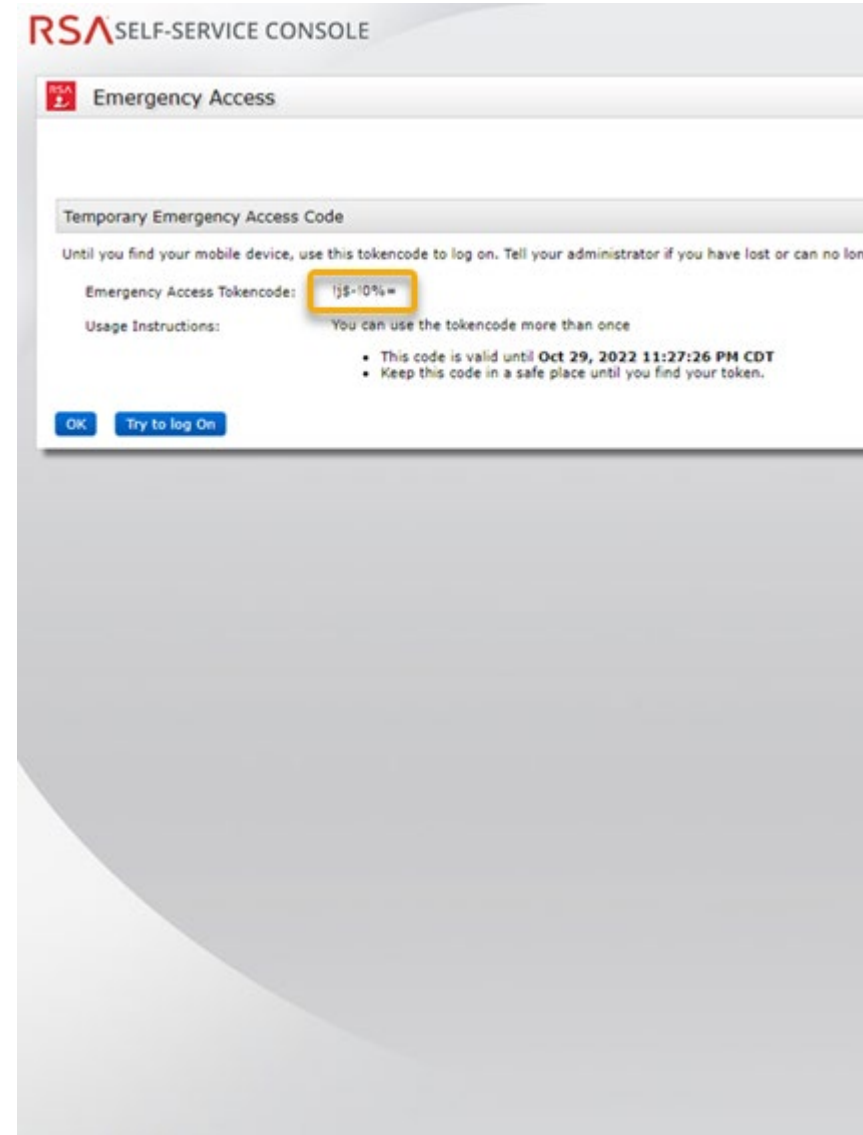 RSA SELF-SERVICE CONSOLE
RSA
Emergency Access
Temporary Emergency Access Code
Until you find your mobile device, use this tokencode to log on. Tell your administrator if you have lost or can no
Emergency Access Tokencode: !j$-!0%=
Usage Instructions: You can use the tokencode more than once
• This code is valid until Oct 29, 2022 11:27:26 PM CDT
• Keep this code in a safe place until you find your token.
OK Try to log On